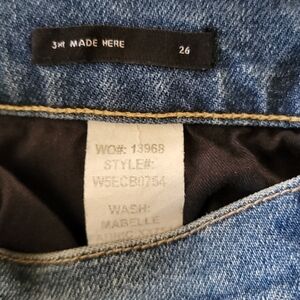 3x1 MADE HERE 26
WO#: 13968
STYLE#:
W5ECB0754
WASH:
MABELLE